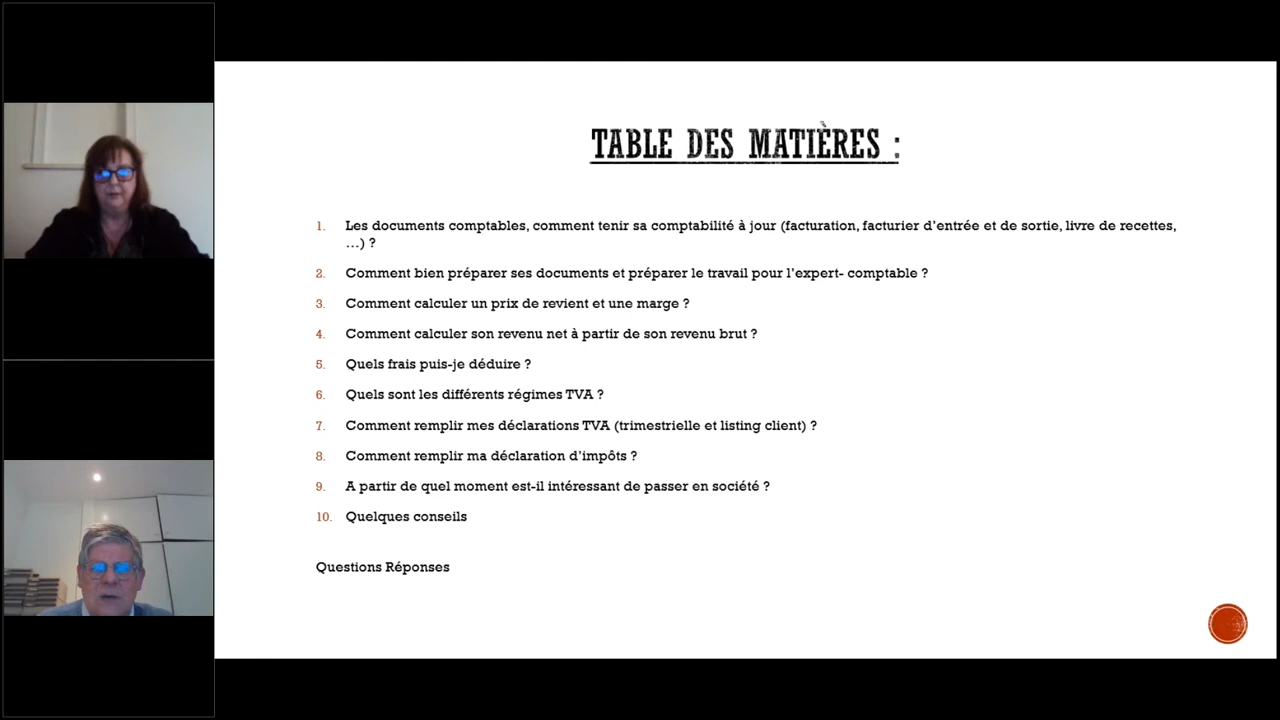 TABLE DES MATIÈRES :
1. Les documents comptables, comment tenir sa comptabilité à jour (facturation, facturier d'entrée et de sortie, livre de recettes,
…) ?
2. Comment bien préparer ses documents et préparer le travail pour l'expert- comptable ?
3. Comment calculer un prix de revient et une marge ?
4. Comment calculer son revenu net à partir de son revenu brut ?
5. Quels frais puis-je déduire ?
6. Quels sont les différents régimes TVA ?
7. Comment remplir mes déclarations TVA (trimestrielle et listing client) ?
8. Comment remplir ma déclaration d'impôts ?
9. A partir de quel moment est-il intéressant de passer en société ?
10. Quelques conseils
Questions Réponses